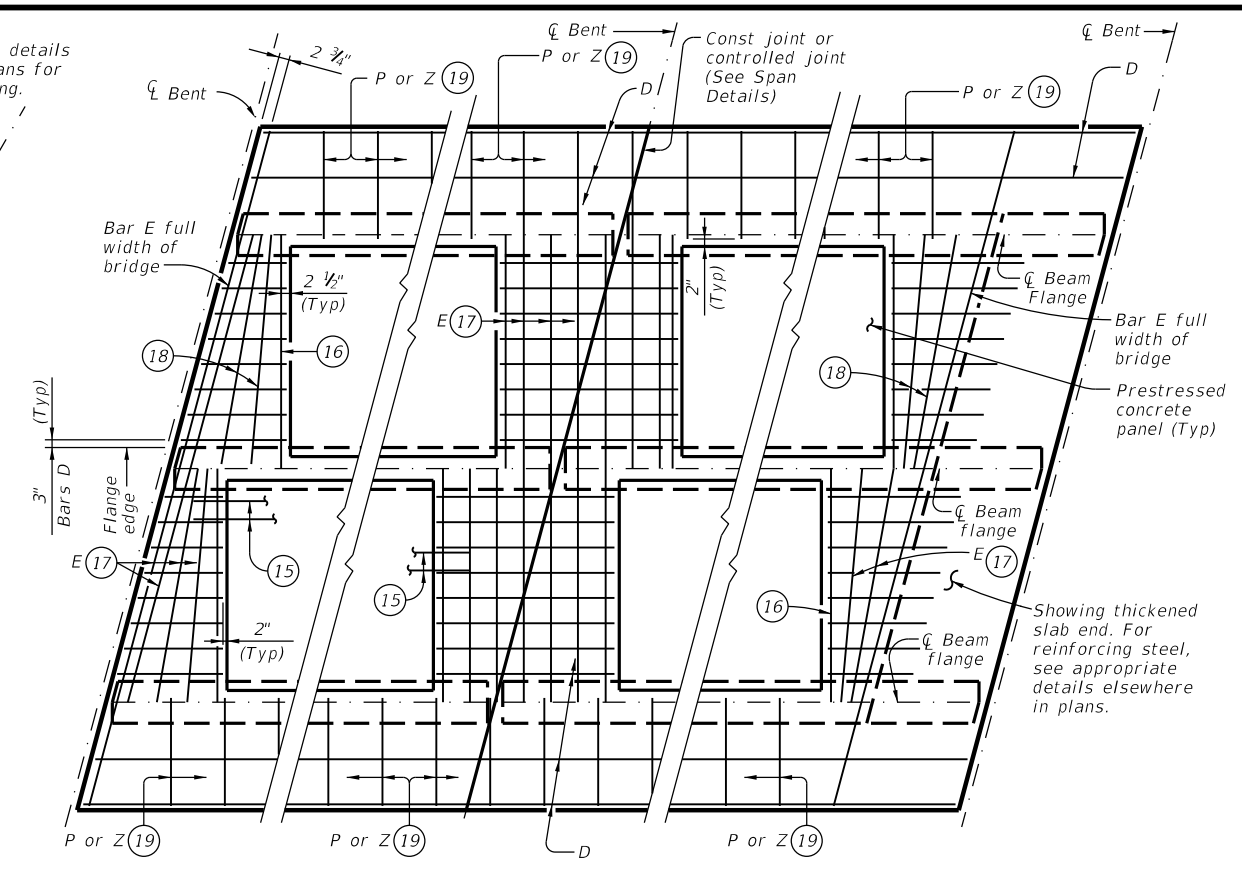 details
ans for
ng.
℄ Bent
2 ¾"
P or Z 19
℄ Bent
P or Z 19
D
Const joint or
controlled joint
(See Span
Details)
℄ Bent
D
P or Z 19
Bar E full
width of
bridge
2 ½"
(Typ)
2"
(Typ)
℄ Beam
Flange
E 17
16
18
18
Bar E full
width of
bridge
Prestressed
concrete
panel (Typ)
(Typ)
3"
Bars D
Flange
edge
℄ Beam
flange
E 17
15
15
E 17
16
2"
(Typ)
℄ Beam
flange
Showing thickened
slab end. For
reinforcing steel,
see appropriate
details elsewhere
in plans.
P or Z 19
P or Z 19
D
P or Z 19